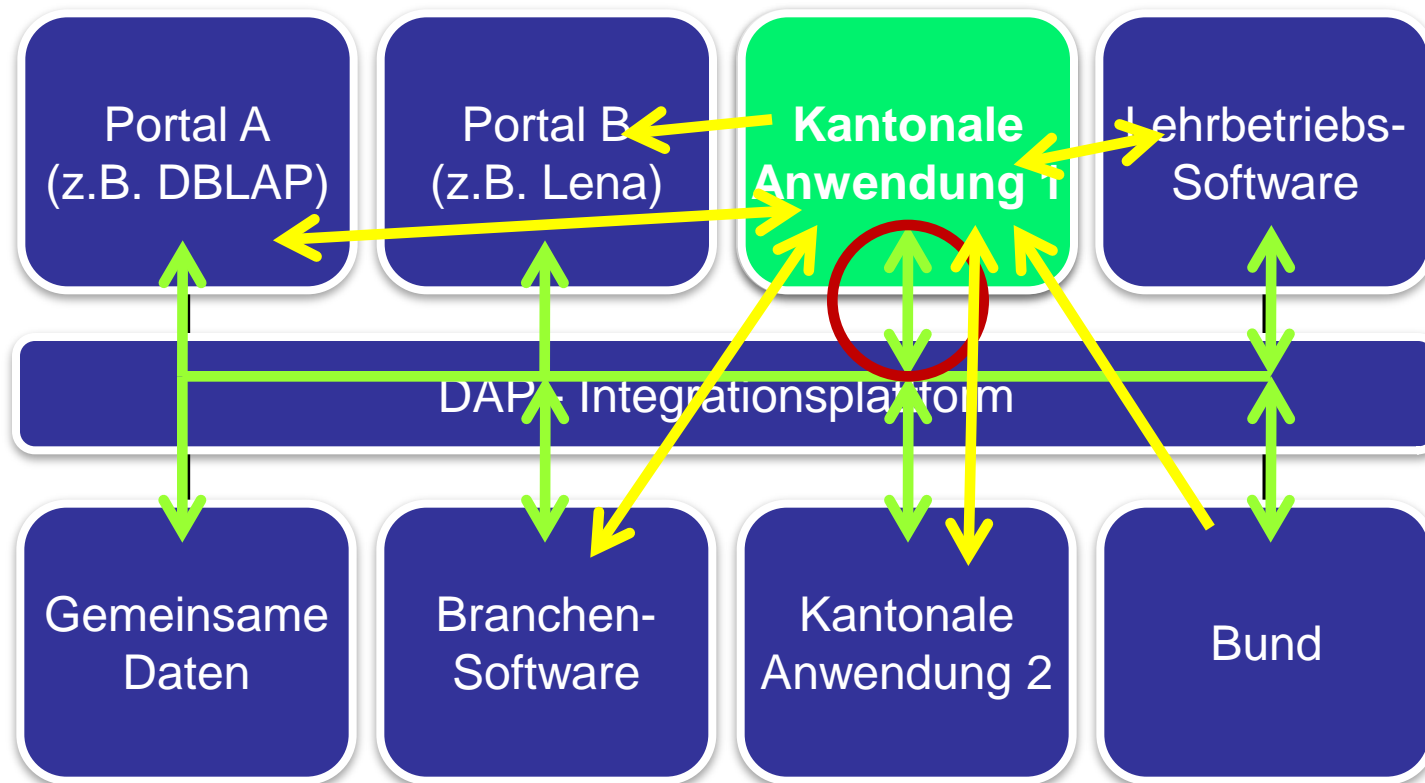 Portal A
(z.B. DBLAP)
Portal B
(z.B. Lena)
Kantonale
Anwendung 1
Lehrbetriebs-
Software
DAP - Integrationsplattform
Gemeinsame
Daten
Branchen-
Software
Kantonale
Anwendung 2
Bund